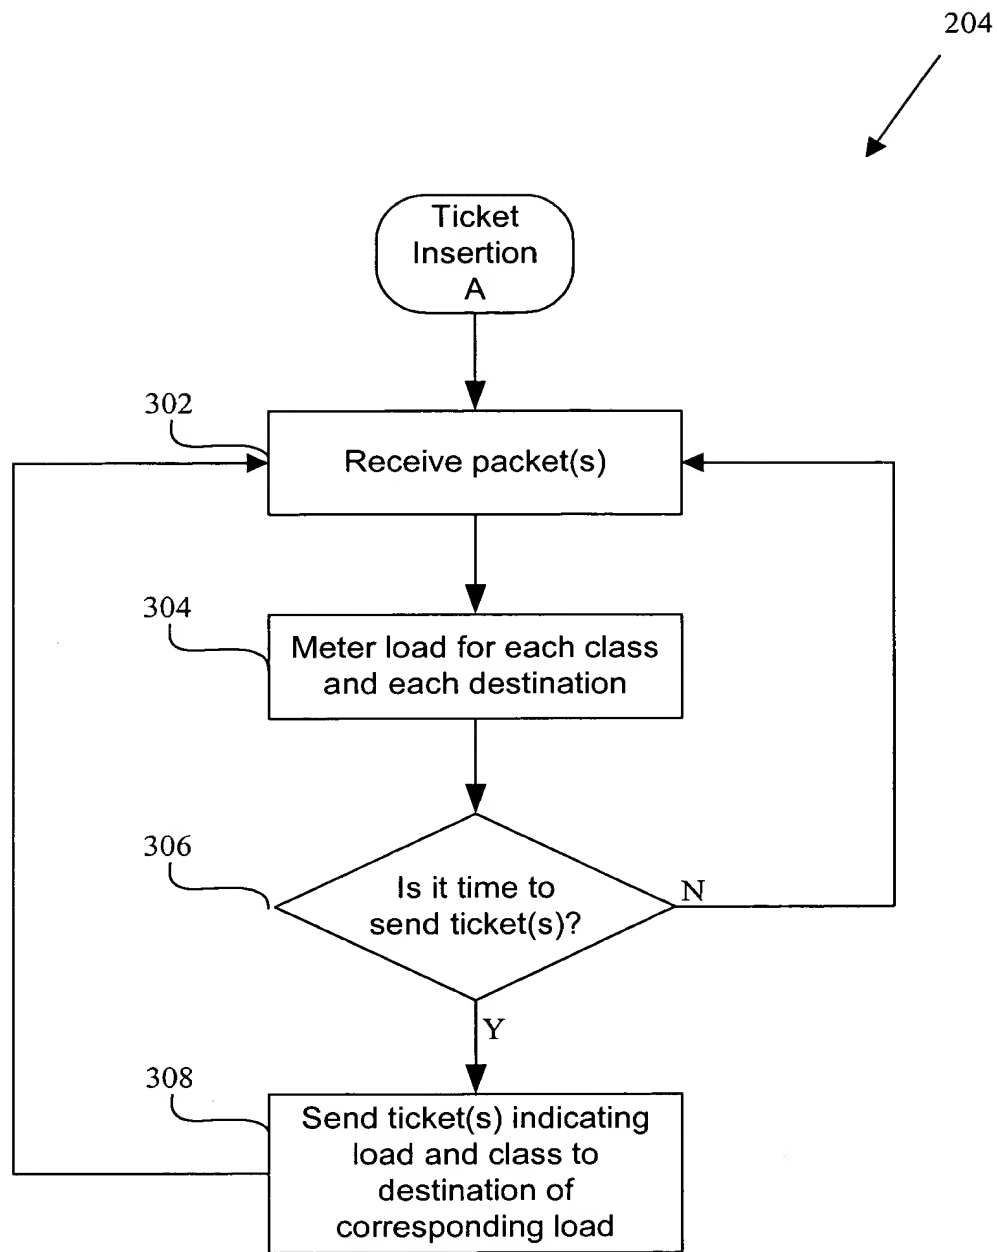 204
Ticket
Insertion
A
302
Receive packet(s)
304
Meter load for each class
and each destination
306
Is it time to
send ticket(s)?
N
Y
308
Send ticket(s) indicating
load and class to
destination of
corresponding load